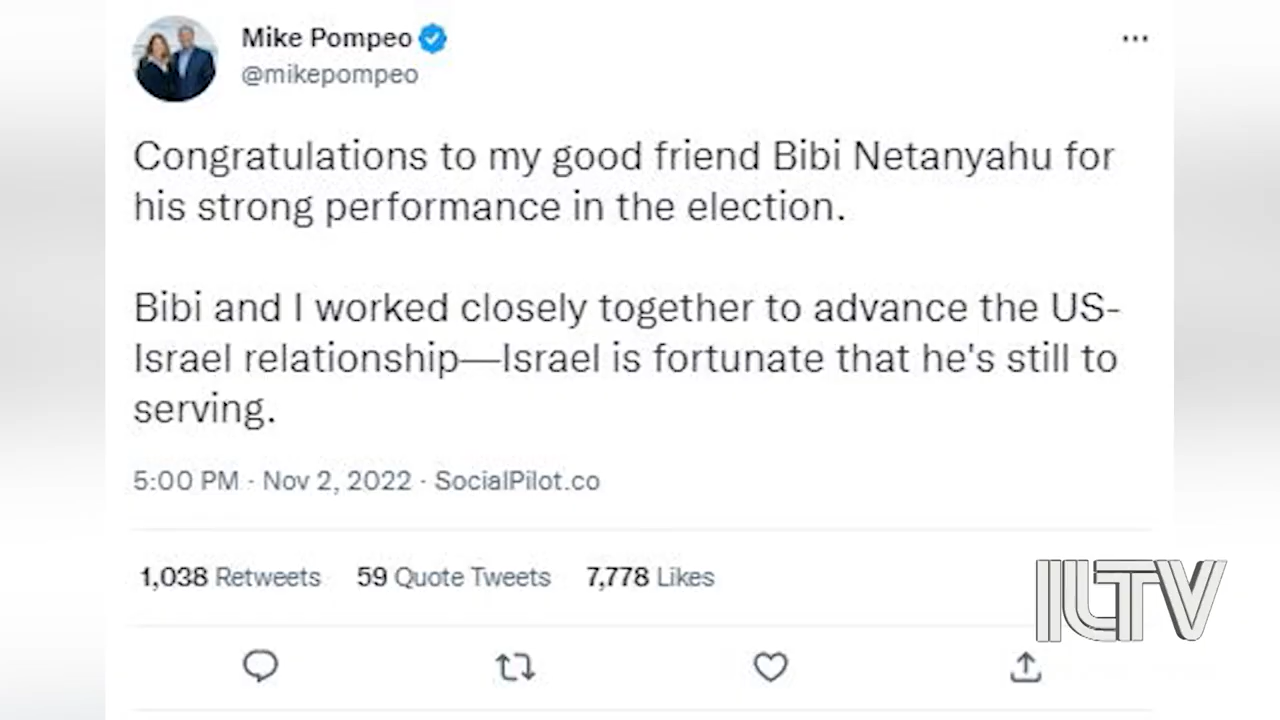 Mike Pompeo
@mikepompeo
Congratulations to my good friend Bibi Netanyahu for
his strong performance in the election.
Bibi and I worked closely together to advance the US-
Israel relationship—Israel is fortunate that he's still to
serving.
5:00 PM · Nov 2, 2022 · SocialPilot.co
1,038 Retweets 59 Quote Tweets 7,778 Likes
ILTV